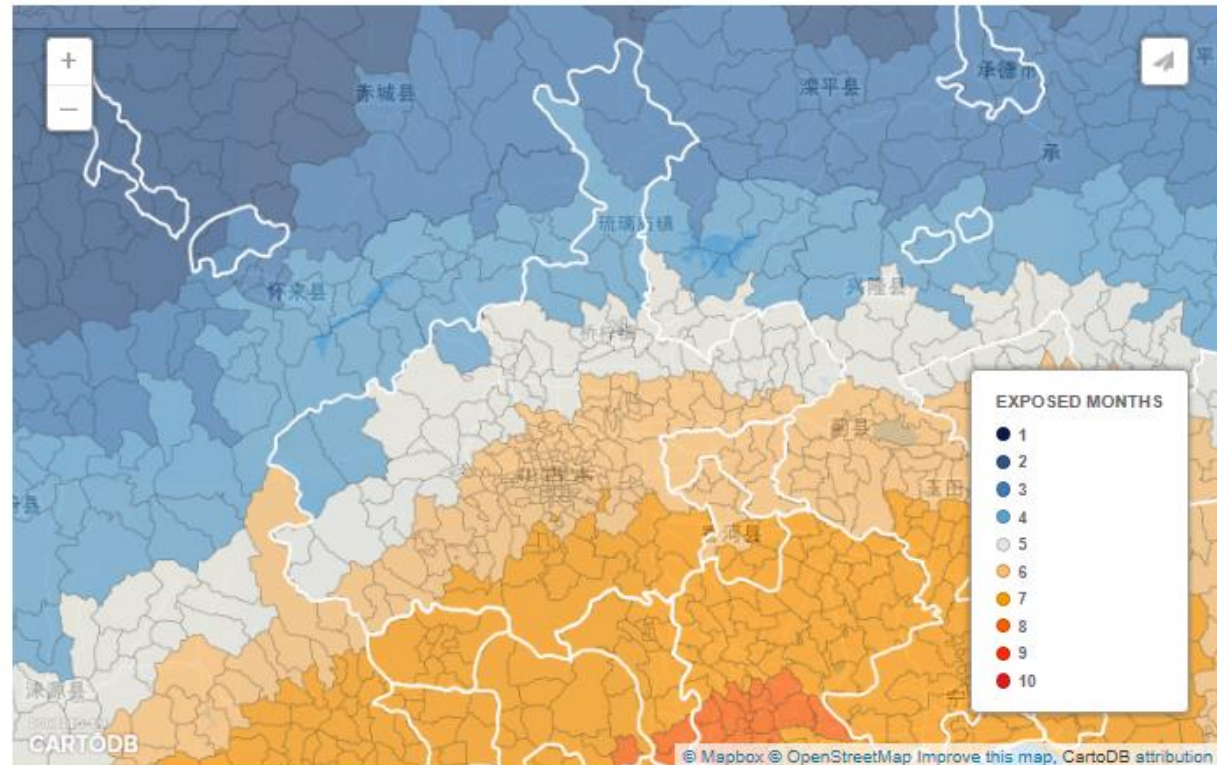 +
−
赤城县
滦平县
承德市
平
承
琉璃庙镇
怀来县
兴隆县
蓟县
EXPOSED MONTHS
1
2
3
4
5
6
7
8
9
10
涞源县
CARTODB
© Mapbox © OpenStreetMap Improve this map, CartoDB attribution